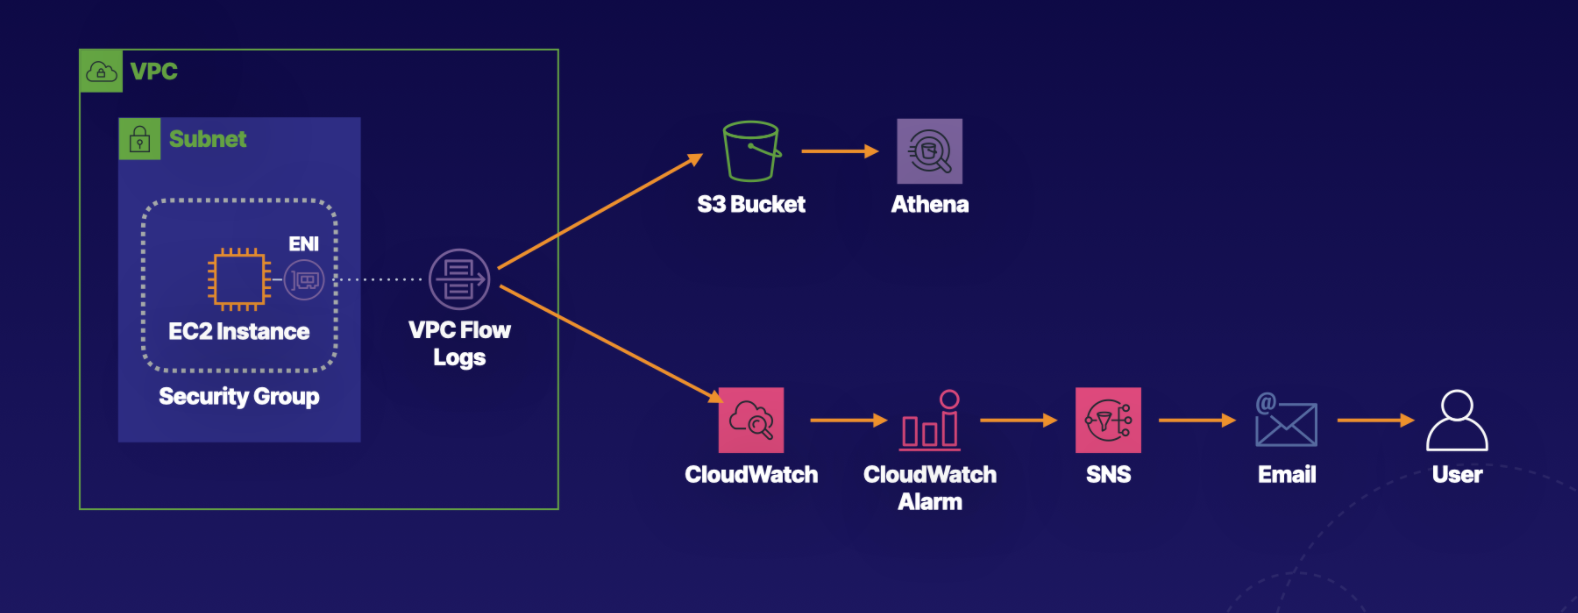 VPC
Subnet
ENI
EC2 Instance
Security Group
VPC Flow
Logs
S3 Bucket
Athena
CloudWatch
CloudWatch
Alarm
SNS
@
Email
User